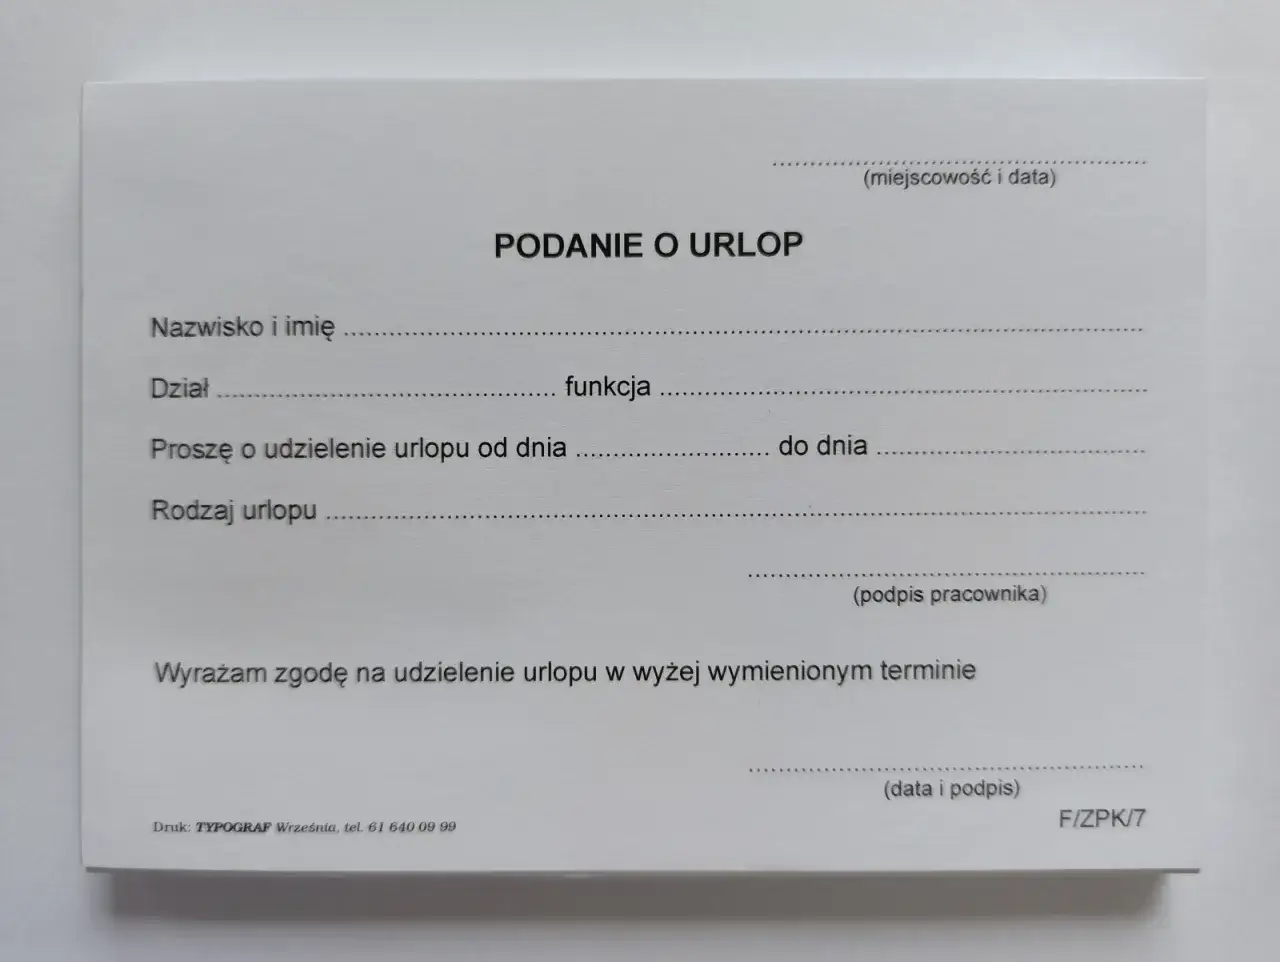 (miejscowość i data)
PODANIE O URLOP
Nazwisko i imię ........................................
Dział .............................. funkcja ..............................
Proszę o udzielenie urlopu od dnia .................... do dnia ....................
Rodzaj urlopu ........................................
(podpis pracownika)
Wyrażam zgodę na udzielenie urlopu w wyżej wymienionym terminie
(data i podpis)
F/ZPK/7
Druk: TYPOGRAF Września, tel. 61 640 09 99